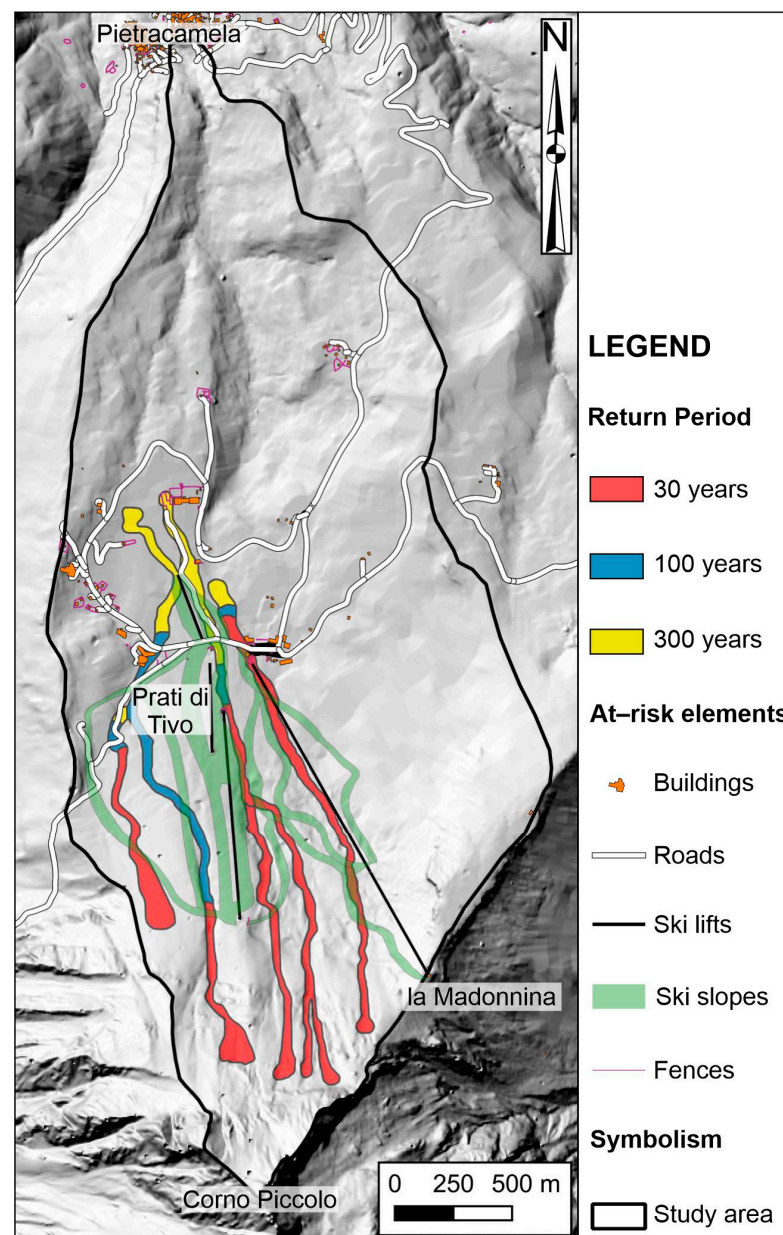 Pietracamela
N
LEGEND
Return Period
30 years
100 years
300 years
At-risk elements
Prati di
Tivo
Buildings
Roads
Ski lifts
la Madonnina
Ski slopes
Fences
Symbolism
Corno Piccolo
0 250 500 m
Study area